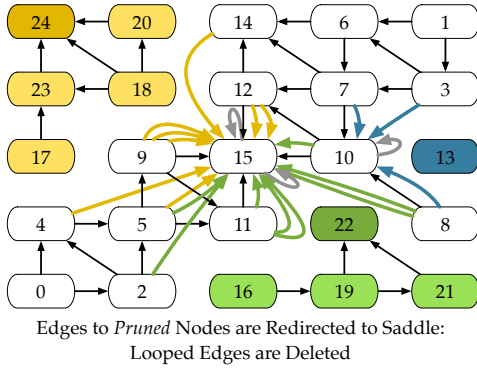 24 20 14 6 1
23 18 12 7 3
17 9 15 10 13
4 5 11 22 8
0 2 16 19 21
Edges to Pruned Nodes are Redirected to Saddle:
Looped Edges are Deleted